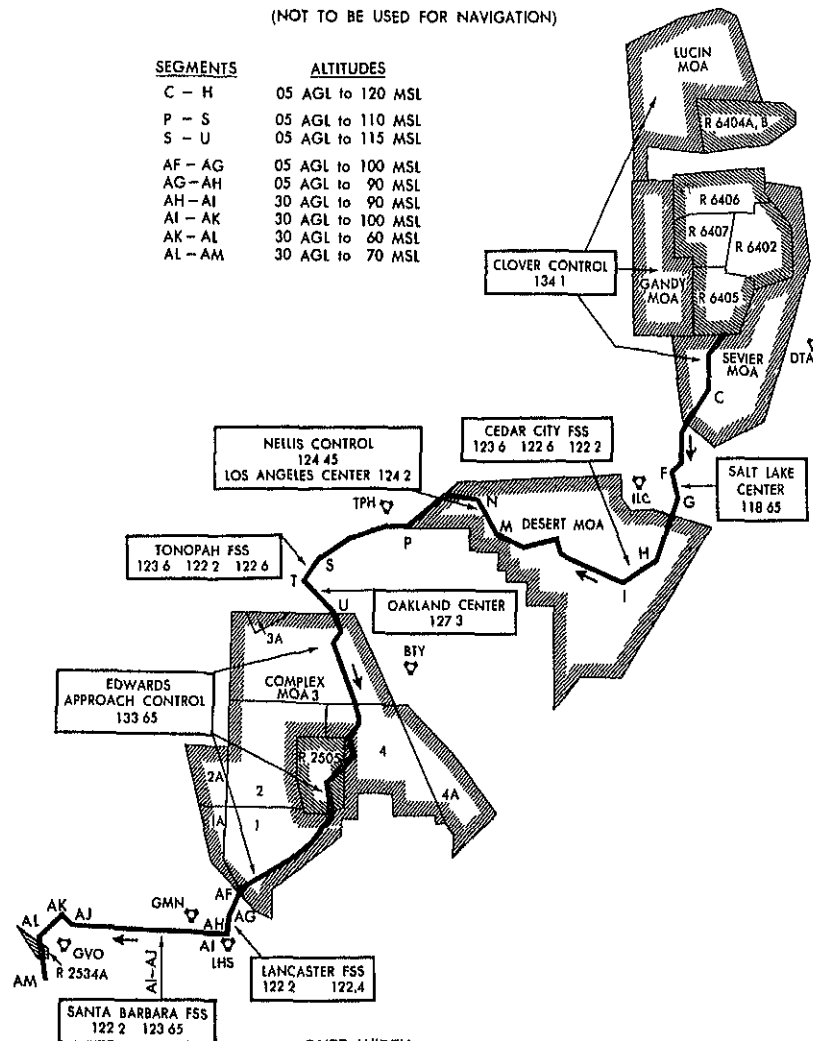 (NOT TO BE USED FOR NAVIGATION)
SEGMENTS ALTITUDES
C - H 05 AGL to 120 MSL
P - S 05 AGL to 110 MSL
S - U 05 AGL to 115 MSL
AF - AG 05 AGL to 100 MSL
AG - AH 05 AGL to 90 MSL
AH - AI 30 AGL to 90 MSL
AI - AK 30 AGL to 100 MSL
AK - AL 30 AGL to 60 MSL
AL - AM 30 AGL to 70 MSL
LUCIN
MOA
R 6404A, B
R 6406
R 6407
R 6402
CLOVER CONTROL
134 1
GANDY
MOA
R 6405
SEVIER
MOA
DTA
C
NELLIS CONTROL
124 45
LOS ANGELES CENTER 124 2
CEDAR CITY FSS
123 6 122 6 122 2
F
SALT LAKE
CENTER
118 65
ILC
G
TPH
N
DESERT MOA
M
P
H
I
TONOPAH FSS
123 6 122 2 122 6
S
T
U
OAKLAND CENTER
127 3
3A
BTY
EDWARDS
APPROACH CONTROL
133 65
COMPLEX
MOA 3
R 2505
4
2A
2
4A
1A
1
AF
AG
GMN
AH
AI
LHS
AK
AL
AJ
GVO
R 2534A
AM
AI-AJ
LANCASTER FSS
122 2 122,4
SANTA BARBARA FSS
122 2 123 65